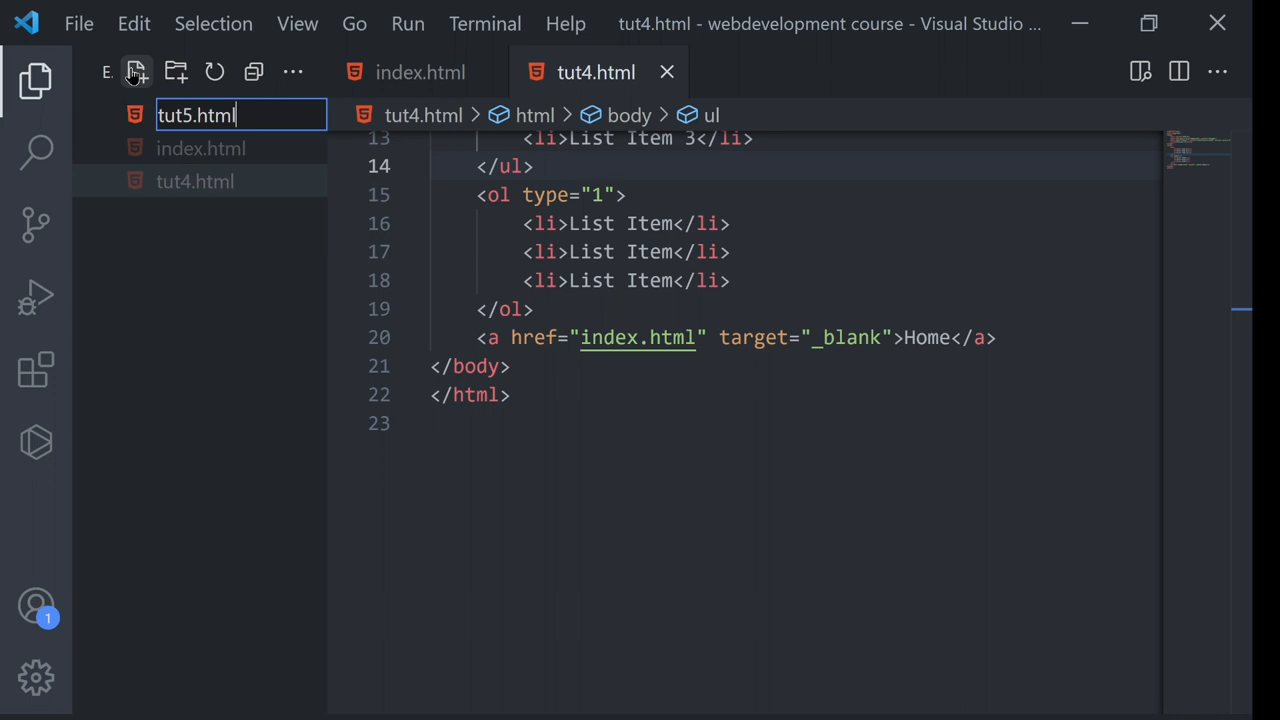 File Edit Selection View Go Run Terminal Help tut4.html - webdevelopment course - Visual Studio ...
E. index.html tut4.html
tut5.html
index.html
tut4.html
tut4.html > html > body > ul
13 <li>List Item 3</li>
14 </ul>
15 <ol type="1">
16 <li>List Item</li>
17 <li>List Item</li>
18 <li>List Item</li>
19 </ol>
20 <a href="index.html" target="_blank">Home</a>
21 </body>
22 </html>
23
1